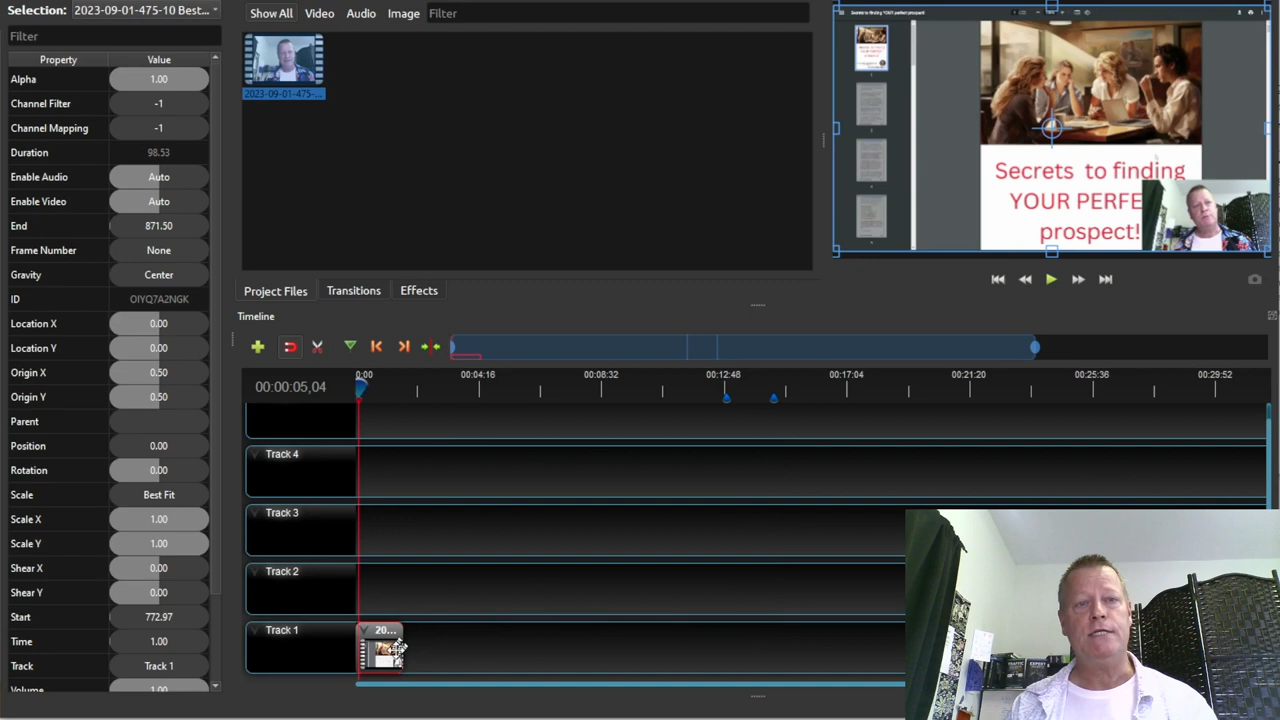 Selection: 2023-09-01-475-10 Best...
Filter
Property Value
Alpha 1.00
Channel Filter -1
Channel Mapping -1
Duration 98.53
Enable Audio Auto
Enable Video Auto
End 871.50
Frame Number None
Gravity Center
ID OIYQ7A2NGK
Location X 0.00
Location Y 0.00
Origin X 0.50
Origin Y 0.50
Parent
Position 0.00
Rotation 0.00
Scale Best Fit
Scale X 1.00
Scale Y 1.00
Shear X 0.00
Shear Y 0.00
Start 772.97
Time 1.00
Track Track 1
Volume 1.00
Show All Video Audio Image Filter
2023-09-01-475-...
Secrets to finding YOUR perfect prospect
Secrets to finding
YOUR PERFE
prospect!
Project Files Transitions Effects
Timeline
00:00:05,04
0:00 00:04:16 00:08:32 00:12:48 00:17:04 00:21:20 00:25:36 00:29:52
Track 4
Track 3
Track 2
Track 1
20...